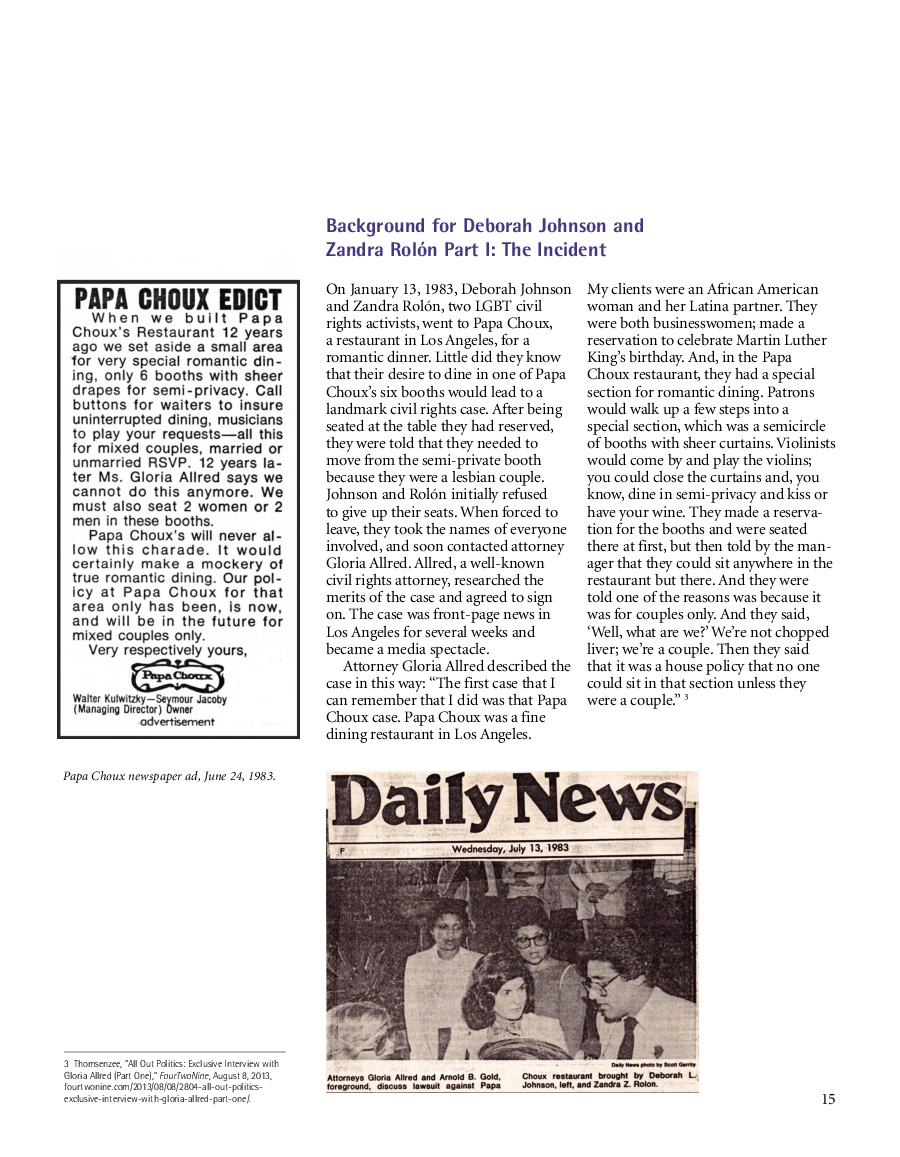 Background for Deborah Johnson and
Zandra Rolón Part I: The Incident
PAPA CHOUX EDICT
When we built Papa
Choux's Restaurant 12 years
ago we set aside a small area
for very special romantic din-
ing, only 6 booths with sheer
drapes for semi-privacy. Call
buttons for waiters to insure
uninterrupted dining, musicians
to play your requests—all this
for mixed couples, married or
unmarried RSVP. 12 years la-
ter Ms. Gloria Allred says we
cannot do this anymore. We
must also seat 2 women or 2
men in these booths.
Papa Choux's will never al-
low this charade. It would
certainly make a mockery of
true romantic dining. Our pol-
icy at Papa Choux for that
area only has been, is now,
and will be in the future for
mixed couples only.
Very respectively yours,
Papa Choux
Walter Kulwitzky—Seymour Jacoby
(Managing Director) Owner
advertisement
Papa Choux newspaper ad, June 24, 1983.
On January 13, 1983, Deborah Johnson
and Zandra Rolón, two LGBT civil
rights activists, went to Papa Choux,
a restaurant in Los Angeles, for a
romantic dinner. Little did they know
that their desire to dine in one of Papa
Choux's six booths would lead to a
landmark civil rights case. After being
seated at the table they had reserved,
they were told that they needed to
move from the semi-private booth
because they were a lesbian couple.
Johnson and Rolón initially refused
to give up their seats. When forced to
leave, they took the names of everyone
involved, and soon contacted attorney
Gloria Allred. Allred, a well-known
civil rights attorney, researched the
merits of the case and agreed to sign
on. The case was front-page news in
Los Angeles for several weeks and
became a media spectacle.
Attorney Gloria Allred described the
case in this way: “The first case that I
can remember that I did was that Papa
Choux case. Papa Choux was a fine
dining restaurant in Los Angeles.
My clients were an African American
woman and her Latina partner. They
were both businesswomen; made a
reservation to celebrate Martin Luther
King's birthday. And, in the Papa
Choux restaurant, they had a special
section for romantic dining. Patrons
would walk up a few steps into a
special section, which was a semicircle
of booths with sheer curtains. Violinists
would come by and play the violins;
you could close the curtains and, you
know, dine in semi-privacy and kiss or
have your wine. They made a reserva-
tion for the booths and were seated
there at first, but then told by the man-
ager that they could sit anywhere in the
restaurant but there. And they were
told one of the reasons was because it
was for couples only. And they said,
‘Well, what are we?’ We're not chopped
liver; we're a couple. Then they said
that it was a house policy that no one
could sit in that section unless they
were a couple.” 3
Daily News
F
Wednesday, July 13, 1983
Daily News photo by Scott Garrity
Attorneys Gloria Allred and Arnold B. Gold,
foreground, discuss lawsuit against Papa
Choux restaurant brought by Deborah L.
Johnson, left, and Zandra Z. Rolon.
3 Thomsenzee, “All Out Politics: Exclusive Interview with
Gloria Allred (Part One),” FourTwoNine, August 8, 2013,
fourtwonine.com/2013/08/08/2804-all-out-politics-
exclusive-interview-with-gloria-allred-part-one/.
15